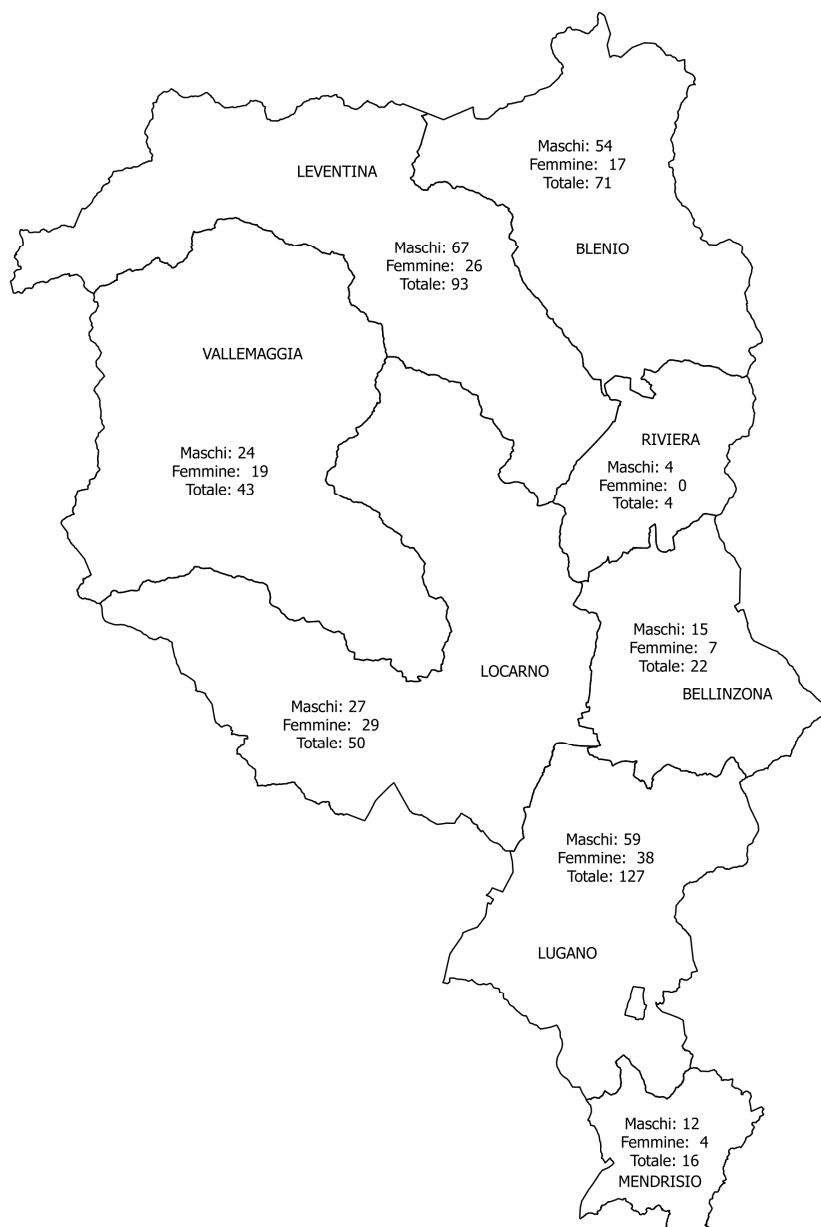 Maschi: 54
Femmine: 17
Totale: 71
BLENIO
LEVENTINA
Maschi: 67
Femmine: 26
Totale: 93
VALLEMAGGIA
Maschi: 24
Femmine: 19
Totale: 43
RIVIERA
Maschi: 4
Femmine: 0
Totale: 4
LOCARNO
Maschi: 27
Femmine: 29
Totale: 50
Maschi: 15
Femmine: 7
Totale: 22
BELLINZONA
Maschi: 59
Femmine: 38
Totale: 127
LUGANO
Maschi: 12
Femmine: 4
Totale: 16
MENDRISIO